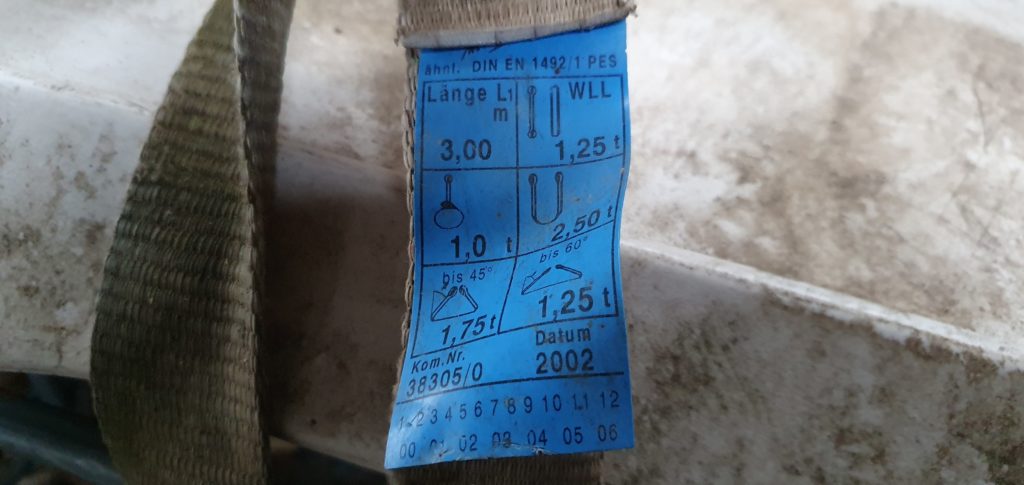 ähnl. DIN EN 1492/1 PES
Länge L1 WLL
m
3,00 1,25 t
1,0 t 2,50 t
bis 45° bis 60°
1,75 t 1,25 t
Kom.Nr. Datum
38305/0 2002
1 2 3 4 5 6 7 8 9 10 11 12
00 01 02 03 04 05 06